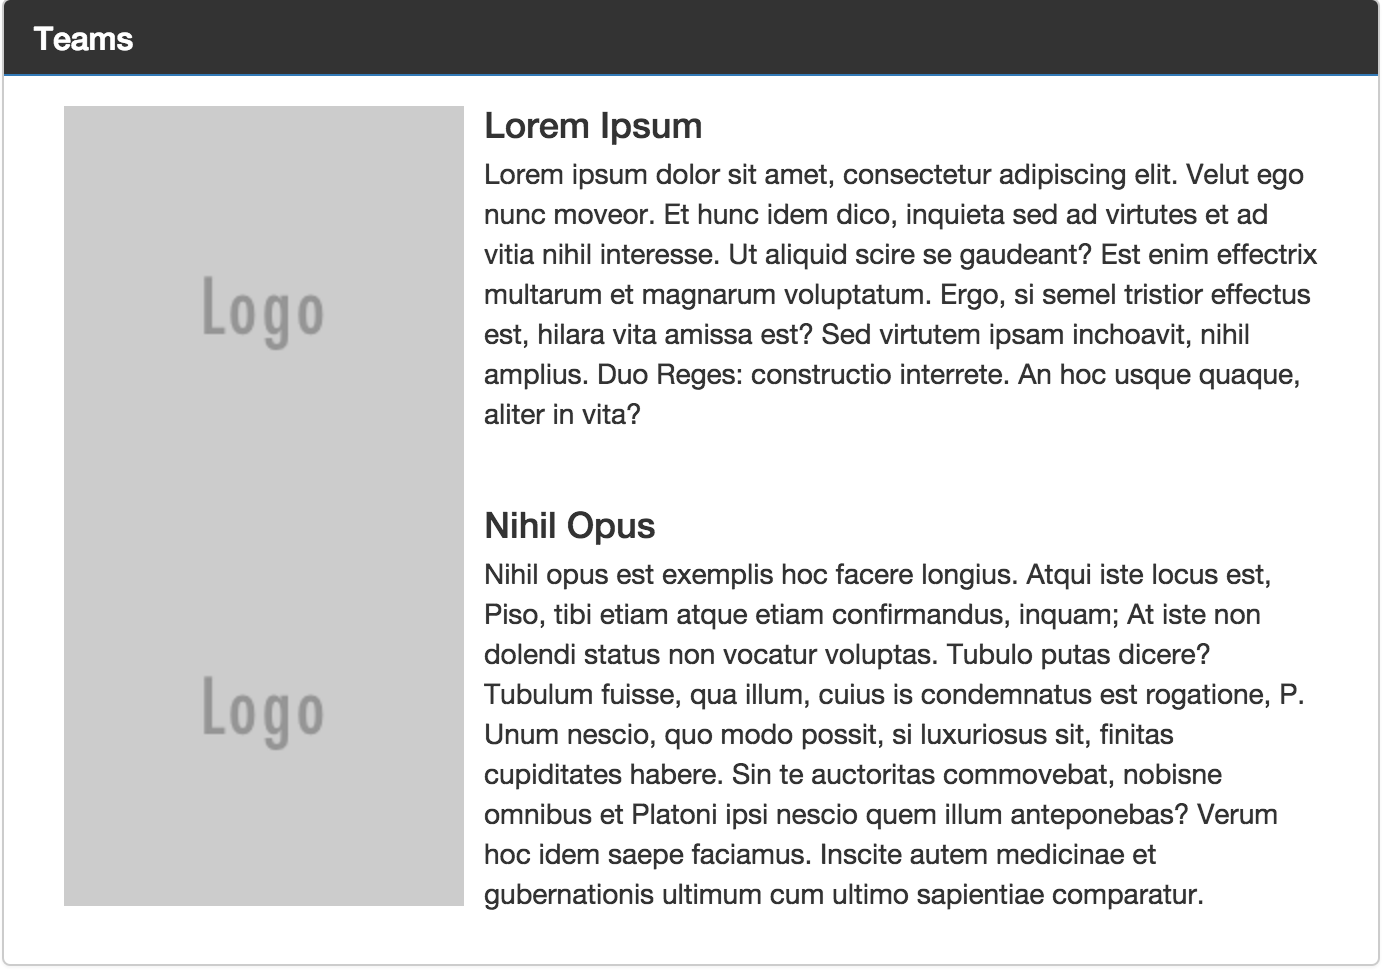 Teams
Logo
Lorem Ipsum
Lorem ipsum dolor sit amet, consectetur adipiscing elit. Velut ego
nunc moveor. Et hunc idem dico, inquieta sed ad virtutes et ad
vitia nihil interesse. Ut aliquid scire se gaudeant? Est enim effectrix
multarum et magnarum voluptatum. Ergo, si semel tristior effectus
est, hilara vita amissa est? Sed virtutem ipsam inchoavit, nihil
amplius. Duo Reges: constructio interrete. An hoc usque quaque,
aliter in vita?
Logo
Nihil Opus
Nihil opus est exemplis hoc facere longius. Atqui iste locus est,
Piso, tibi etiam atque etiam confirmandus, inquam; At iste non
dolendi status non vocatur voluptas. Tubulo putas dicere?
Tubulum fuisse, qua illum, cuius is condemnatus est rogatione, P.
Unum nescio, quo modo possit, si luxuriosus sit, finitas
cupiditates habere. Sin te auctoritas commovebat, nobisne
omnibus et Platoni ipsi nescio quem illum anteponebas? Verum
hoc idem saepe faciamus. Inscite autem medicinae et
gubernationis ultimum cum ultimo sapientiae comparatur.